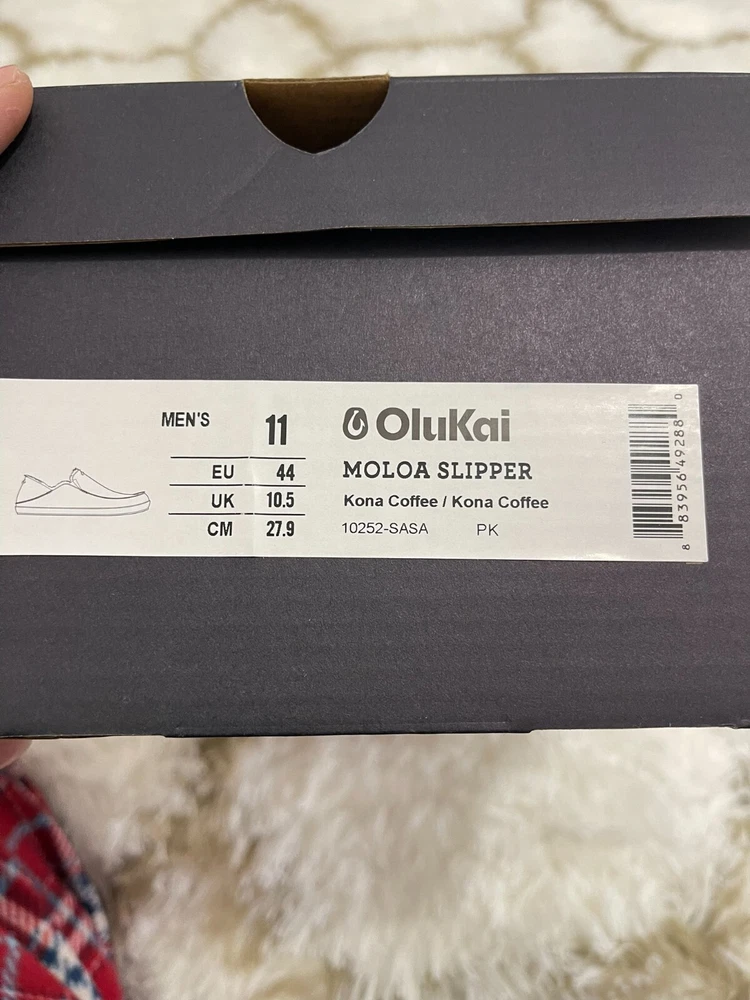 MEN'S 11
EU 44
UK 10.5
CM 27.9
OluKai
MOLOA SLIPPER
Kona Coffee / Kona Coffee
10252-SASA PK
8 83956 49288 0